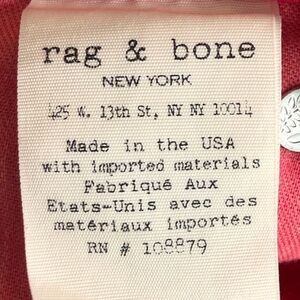 rag & bone
NEW YORK
425 W. 13th St, NY NY 10014
Made in the USA
with imported materials
Fabriqué Aux
Etats-Unis avec des
matériaux importés
RN # 108879